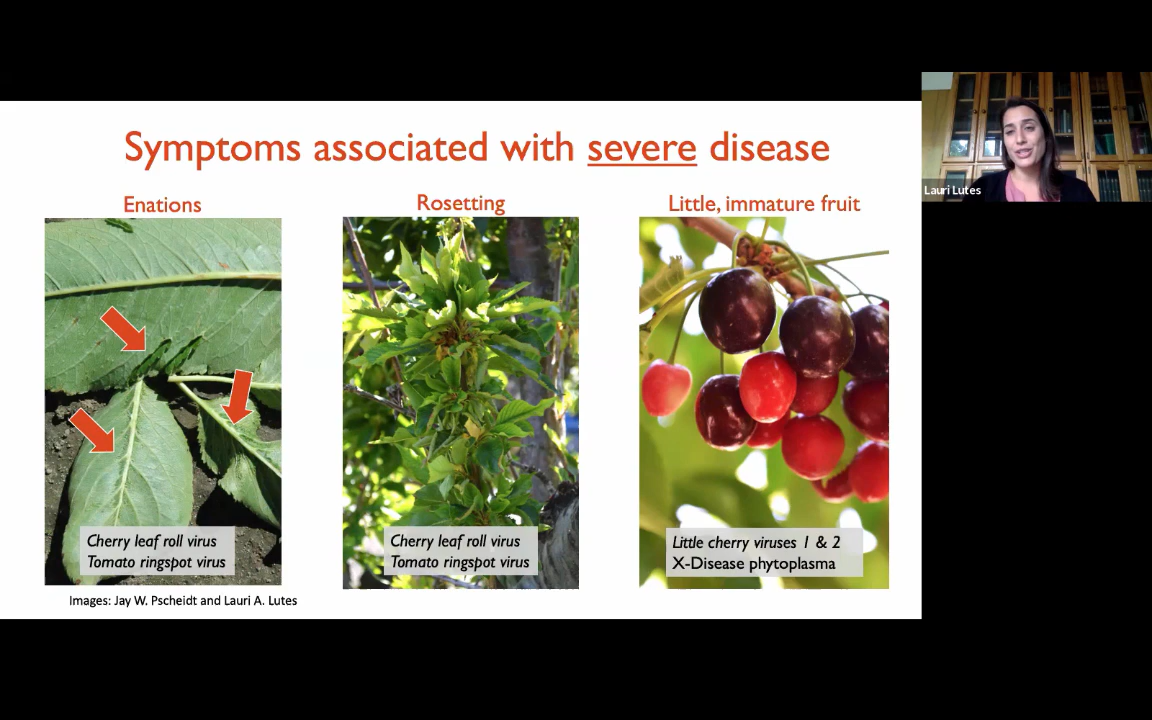 Symptoms associated with severe disease
Enations
Rosetting
Little, immature fruit
Cherry leaf roll virus
Tomato ringspot virus
Cherry leaf roll virus
Tomato ringspot virus
Little cherry viruses 1 & 2
X-Disease phytoplasma
Images: Jay W. Pscheidt and Lauri A. Lutes
Lauri Lutes